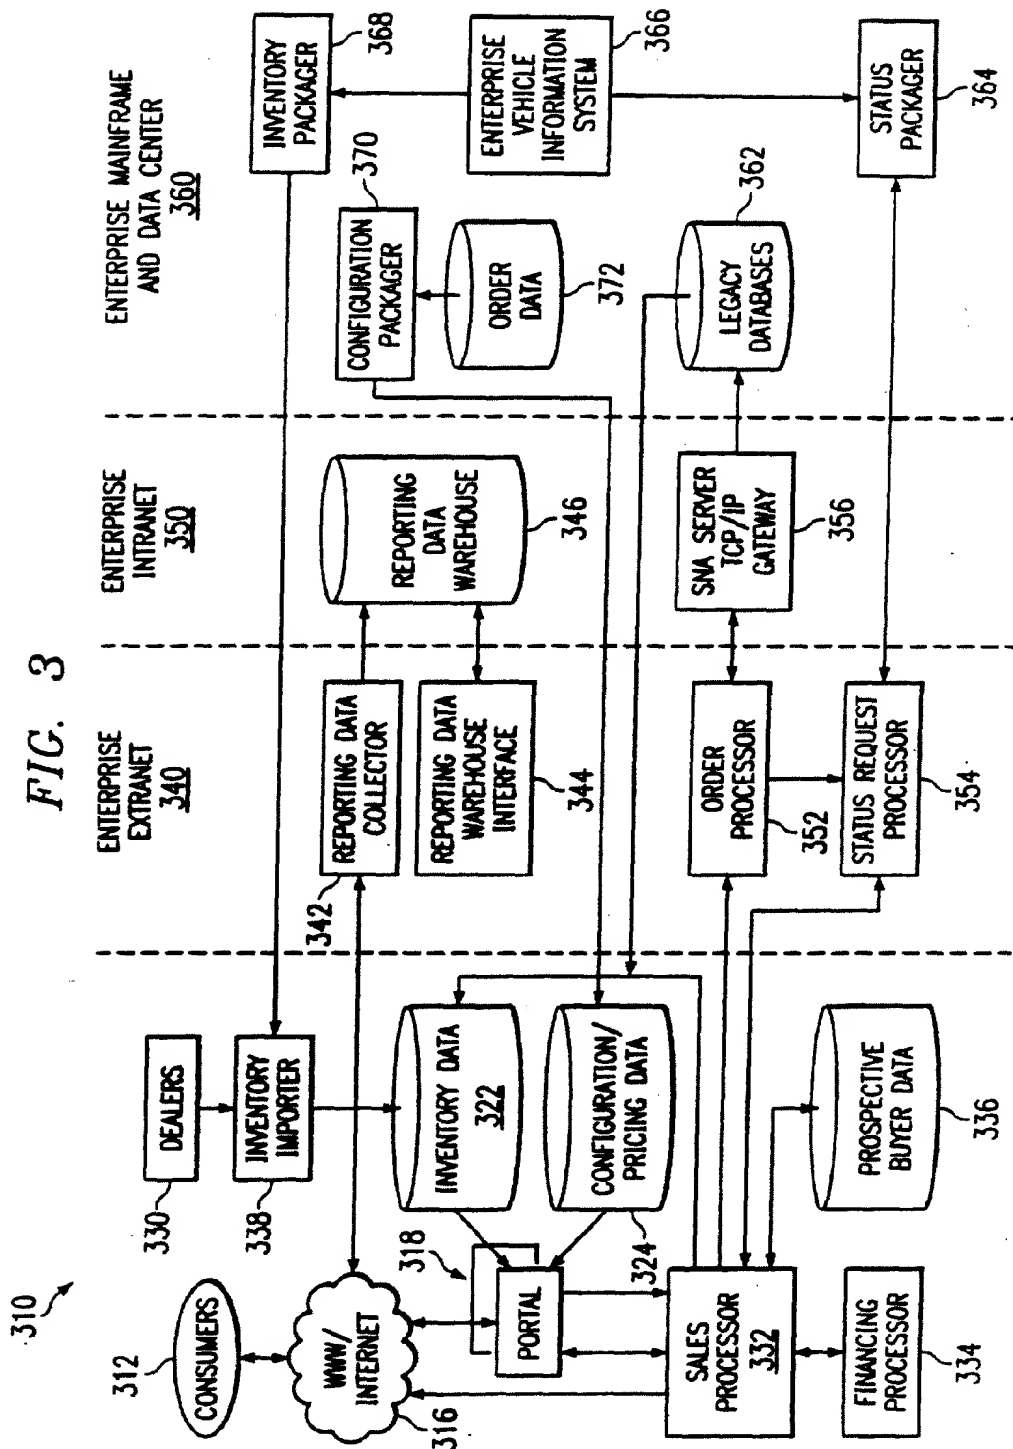 FIG. 3
310
312
CONSUMERS
WWW/
INTERNET
316
330
DEALERS
338
INVENTORY
IMPORTER
INVENTORY DATA
322
318
PORTAL
CONFIGURATION/
PRICING DATA
324
SALES
PROCESSOR
332
FINANCING
PROCESSOR
334
PROSPECTIVE
BUYER DATA
336
ENTERPRISE
EXTRANET
340
REPORTING DATA
COLLECTOR
342
REPORTING DATA
WAREHOUSE
INTERFACE
344
ORDER
PROCESSOR
352
STATUS REQUEST
PROCESSOR
354
ENTERPRISE
INTRANET
350
REPORTING
DATA
WAREHOUSE
346
SNA SERVER
TCP/IP
GATEWAY
356
ENTERPRISE MAINFRAME
AND DATA CENTER
360
INVENTORY
PACKAGER
368
CONFIGURATION
PACKAGER
370
ORDER
DATA
372
ENTERPRISE
VEHICLE
INFORMATION
SYSTEM
366
LEGACY
DATABASES
362
STATUS
PACKAGER
364